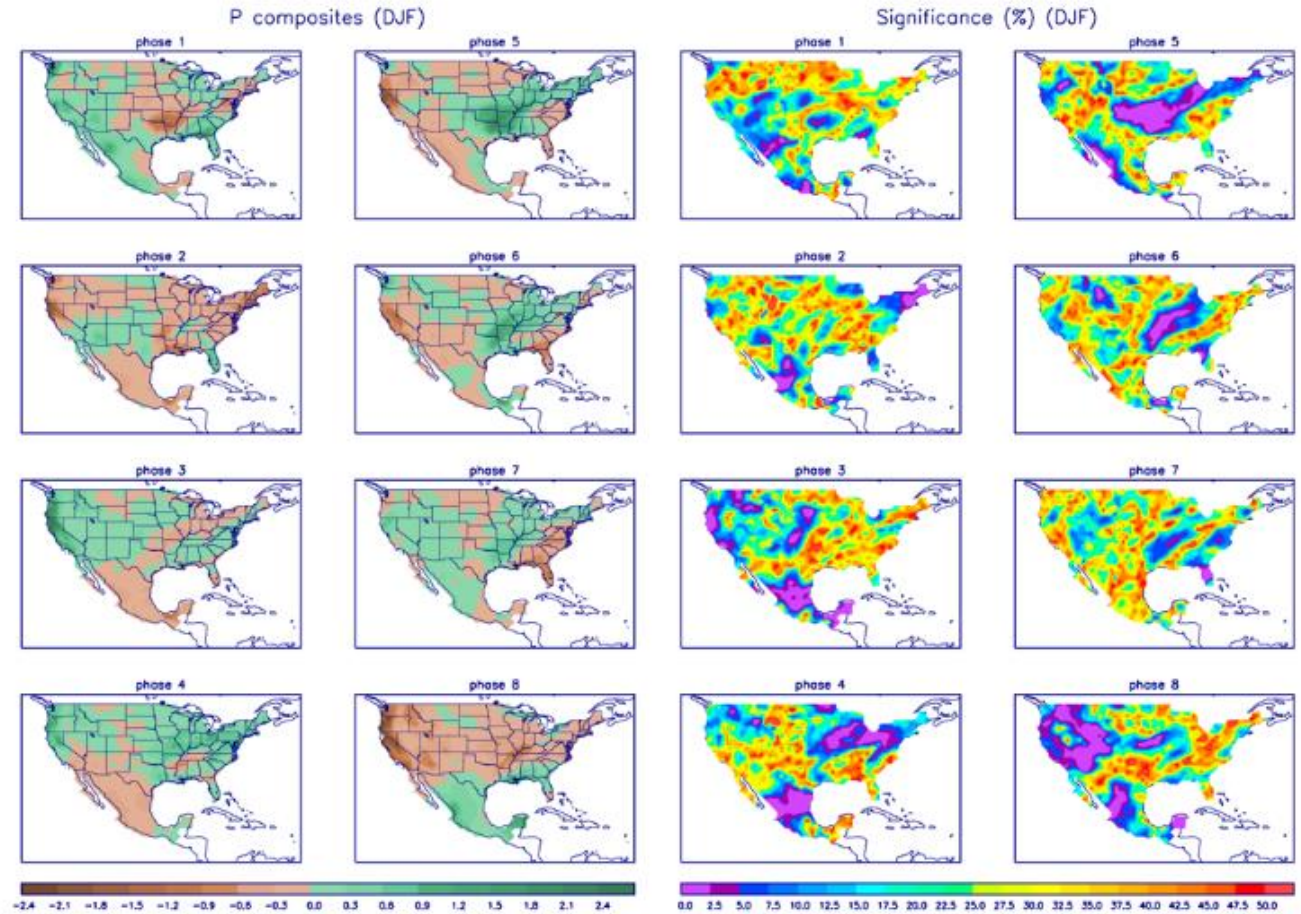 P composites (DJF)
Significance (%) (DJF)
phase 1
phase 5
phase 1
phase 5
phase 2
phase 6
phase 2
phase 6
phase 3
phase 7
phase 3
phase 7
phase 4
phase 8
phase 4
phase 8
-2.4 -2.1 -1.8 -1.5 -1.2 -0.9 -0.6 -0.3 0.0 0.3 0.6 0.9 1.2 1.5 1.8 2.1 2.4
0.0 2.5 5.0 7.5 10.0 12.5 15.0 17.5 20.0 22.5 25.0 27.5 30.0 32.5 35.0 37.5 40.0 42.5 45.0 47.5 50.0